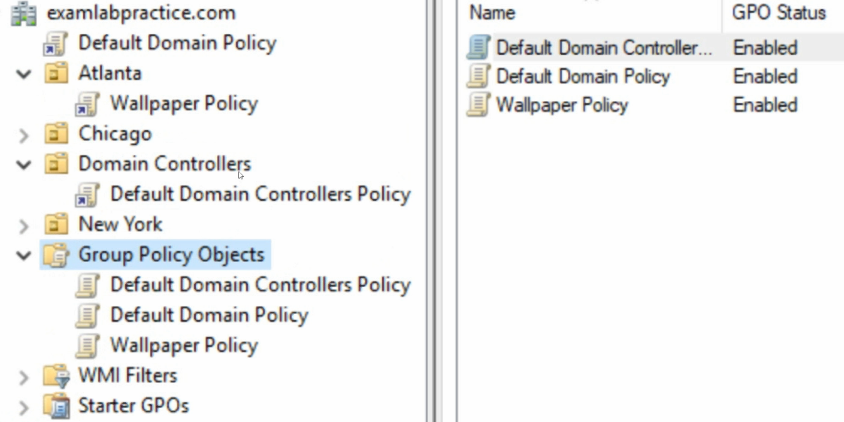 examlabpractice.com
Default Domain Policy
Atlanta
Wallpaper Policy
Chicago
Domain Controllers
Default Domain Controllers Policy
New York
Group Policy Objects
Default Domain Controllers Policy
Default Domain Policy
Wallpaper Policy
WMI Filters
Starter GPOs
Name GPO Status
Default Domain Controller... Enabled
Default Domain Policy Enabled
Wallpaper Policy Enabled